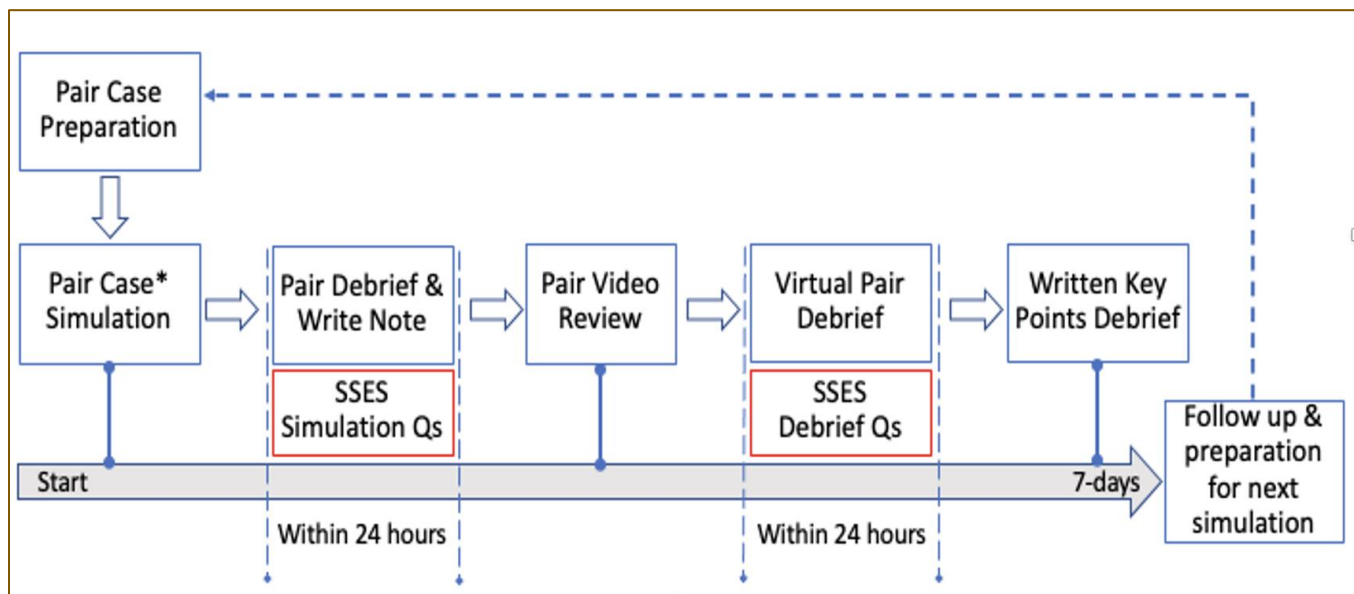 Pair Case
Preparation
Pair Case*
Simulation
Pair Debrief &
Write Note
SSES
Simulation Qs
Pair Video
Review
Virtual Pair
Debrief
SSES
Debrief Qs
Written Key
Points Debrief
Follow up &
preparation
for next
simulation
Start
7-days
Within 24 hours
Within 24 hours